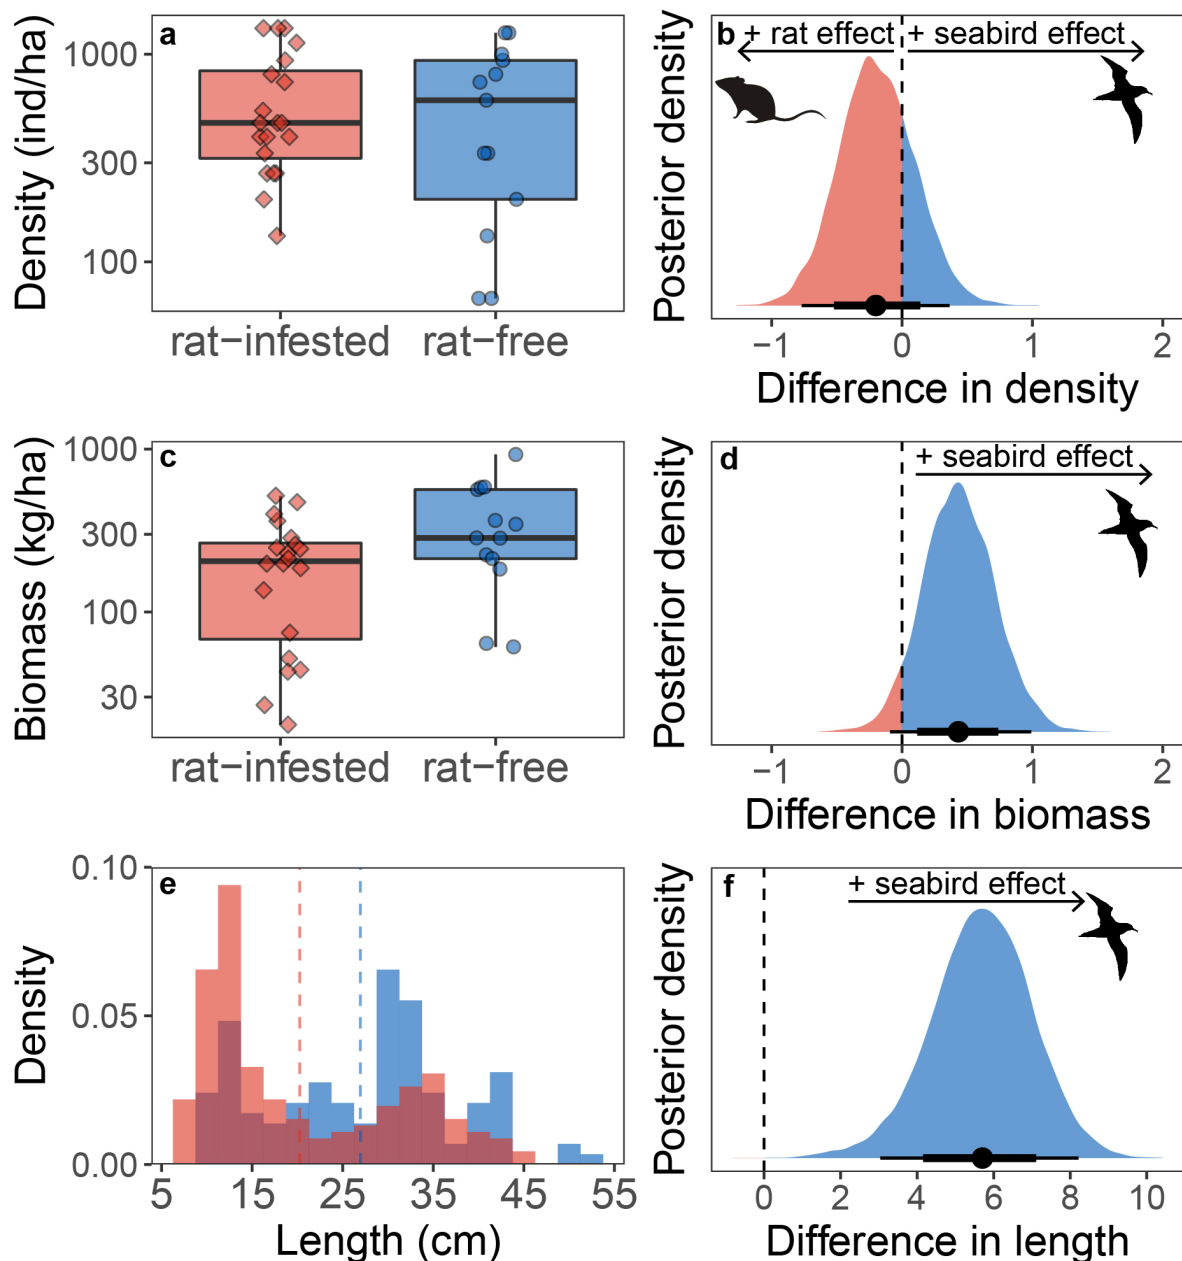 a
Density (ind/ha)
1000
300
100
rat−infested
rat−free
b
+ rat effect
+ seabird effect
Posterior density
−1
0
1
2
Difference in density
c
Biomass (kg/ha)
1000
300
100
30
rat−infested
rat−free
d
+ seabird effect
Posterior density
−1
0
1
2
Difference in biomass
e
Density
0.10
0.05
0.00
5
15
25
35
45
55
Length (cm)
f
+ seabird effect
Posterior density
0
2
4
6
8
10
Difference in length